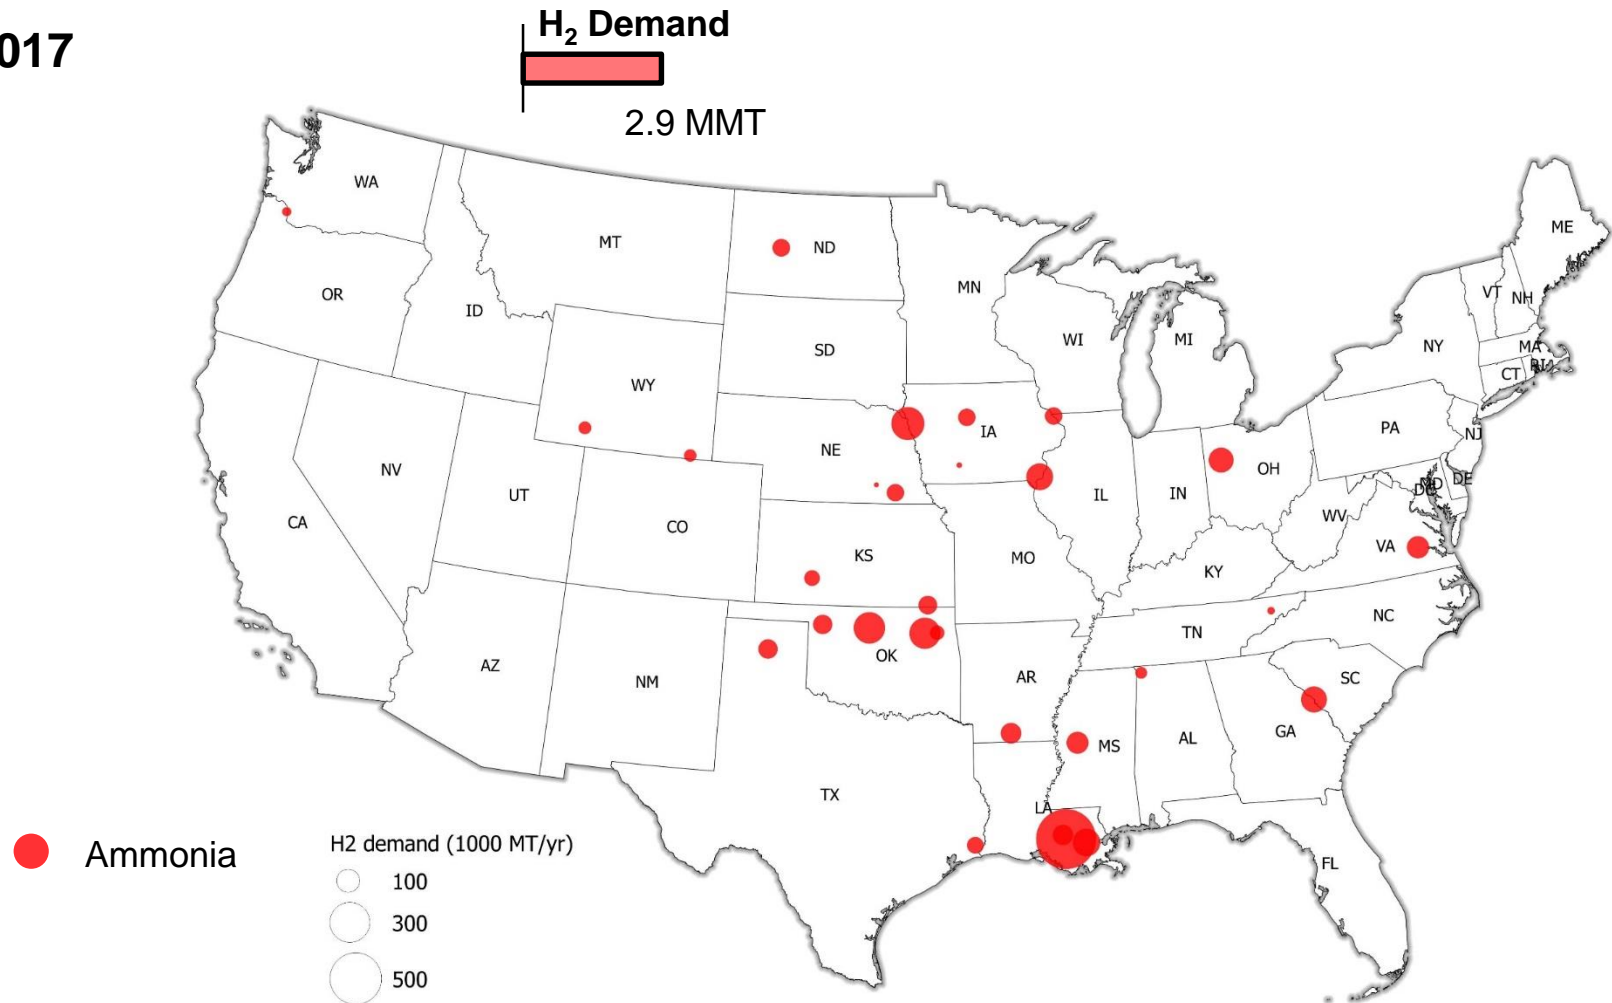 017
H₂ Demand
2.9 MMT
WA
MT
ND
MN
ME
OR
ID
SD
WI
MI
VT
NH
NY
MA
RI
CT
WY
NE
IA
PA
NJ
NV
UT
CO
IL
IN
OH
MD
DE
DC
CA
KS
MO
WV
VA
KY
AZ
NM
OK
TN
NC
AR
SC
MS
AL
GA
TX
LA
FL
Ammonia
H2 demand (1000 MT/yr)
100
300
500